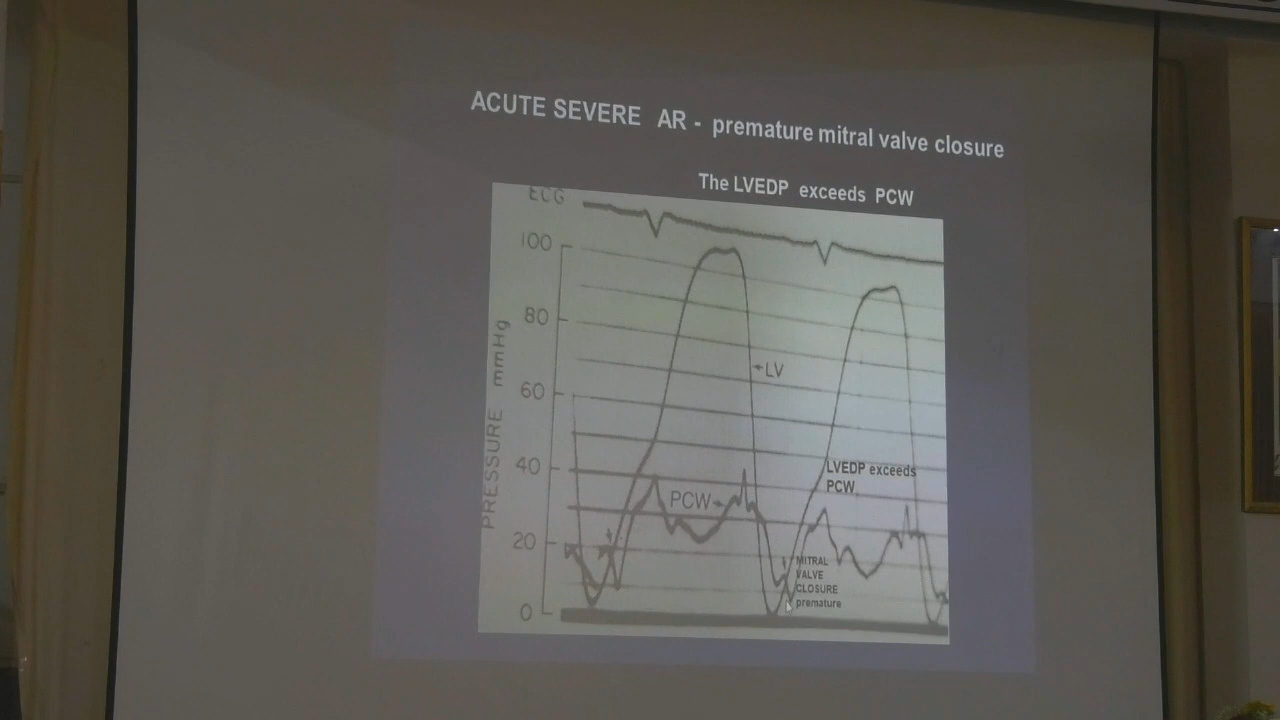 ACUTE SEVERE AR - premature mitral valve closure
The LVEDP exceeds PCW
ECG
100
80
60
40
20
0
PRESSURE mmHg
LV
PCW
LVEDP exceeds
PCW
MITRAL
VALVE
CLOSURE
premature